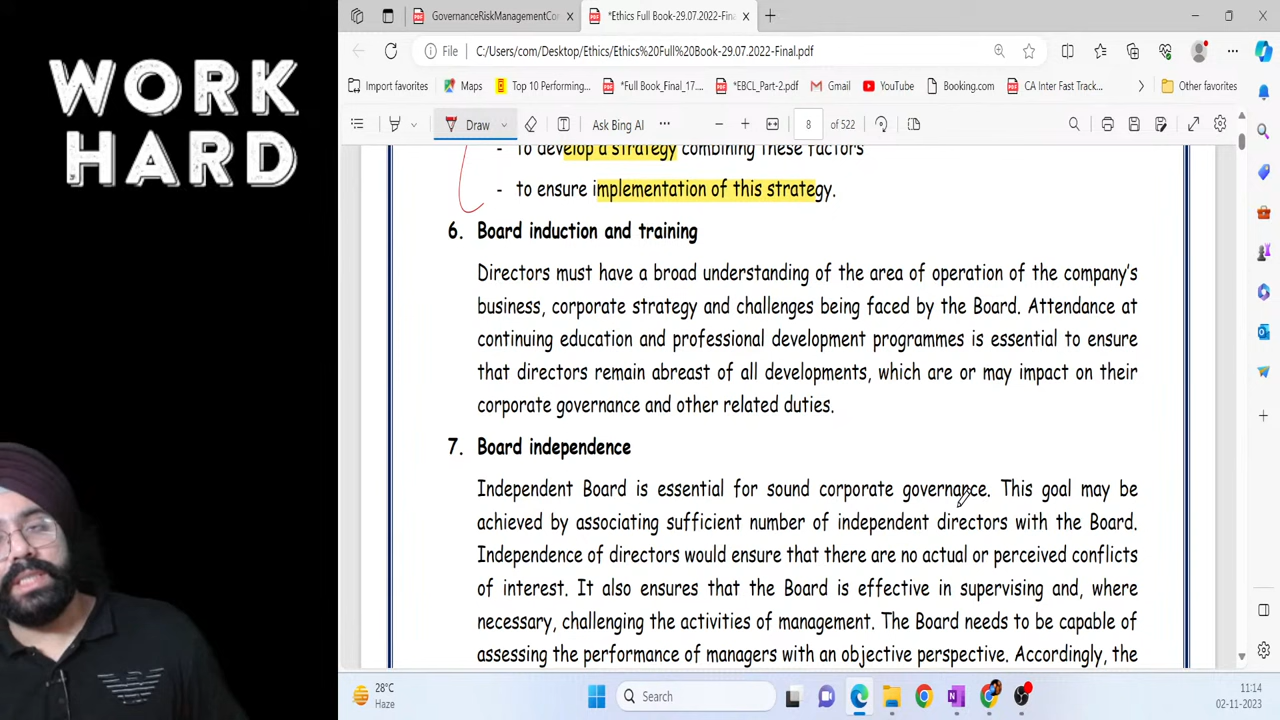 WORK
HARD
GovernanceRiskManagementCo
*Ethics Full Book-29.07.2022-Fina
File
C:/Users/com/Desktop/Ethics/Ethics%20Full%20Book-29.07.2022-Final.pdf
Import favorites
Maps
Top 10 Performing...
*Full Book_Final_17...
*EBCL_Part-2.pdf
Gmail
YouTube
Booking.com
CA Inter Fast Track...
Other favorites
Draw
Ask Bing AI
8
of 522
- to develop a strategy combining these factors
- to ensure implementation of this strategy.
6. Board induction and training
Directors must have a broad understanding of the area of operation of the company's
business, corporate strategy and challenges being faced by the Board. Attendance at
continuing education and professional development programmes is essential to ensure
that directors remain abreast of all developments, which are or may impact on their
corporate governance and other related duties.
7. Board independence
Independent Board is essential for sound corporate governance. This goal may be
achieved by associating sufficient number of independent directors with the Board.
Independence of directors would ensure that there are no actual or perceived conflicts
of interest. It also ensures that the Board is effective in supervising and, where
necessary, challenging the activities of management. The Board needs to be capable of
assessing the performance of managers with an objective perspective. Accordingly, the
28°C
Haze
Search
11:14
02-11-2023